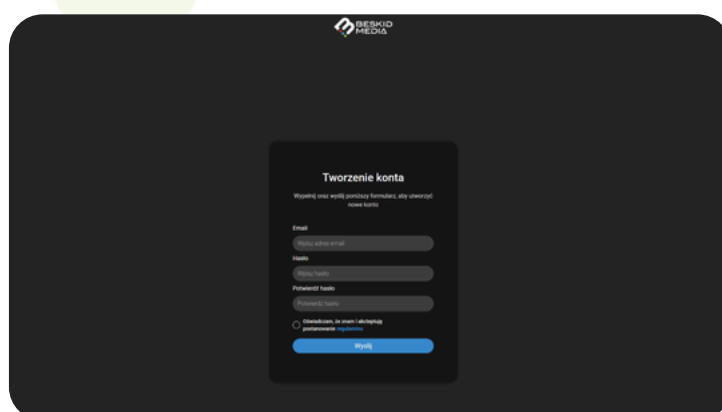 BESKID
MEDIA
Tworzenie konta
Wypełnij oraz wyślij poniższy formularz, aby utworzyć
nowe konto
Email
Wpisz adres email
Hasło
Wpisz hasło
Potwierdź hasło
Potwierdź hasło
Oświadczam, że znam i akceptuję
postanowienie regulaminu
Wyślij